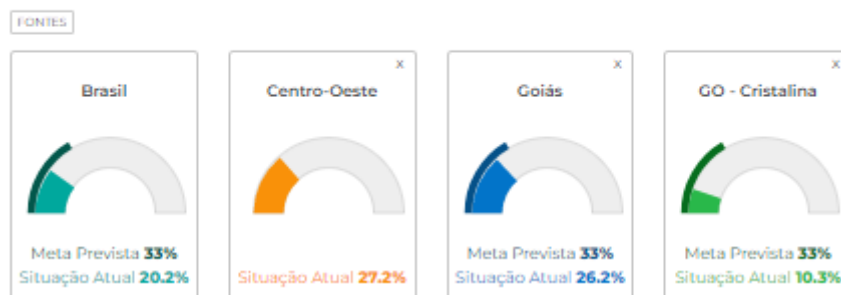 FONTES
Brasil
Meta Prevista 33%
Situação Atual 20.2%
x
Centro-Oeste
Situação Atual 27.2%
x
Goiás
Meta Prevista 33%
Situação Atual 26.2%
x
GO - Cristalina
Meta Prevista 33%
Situação Atual 10.3%